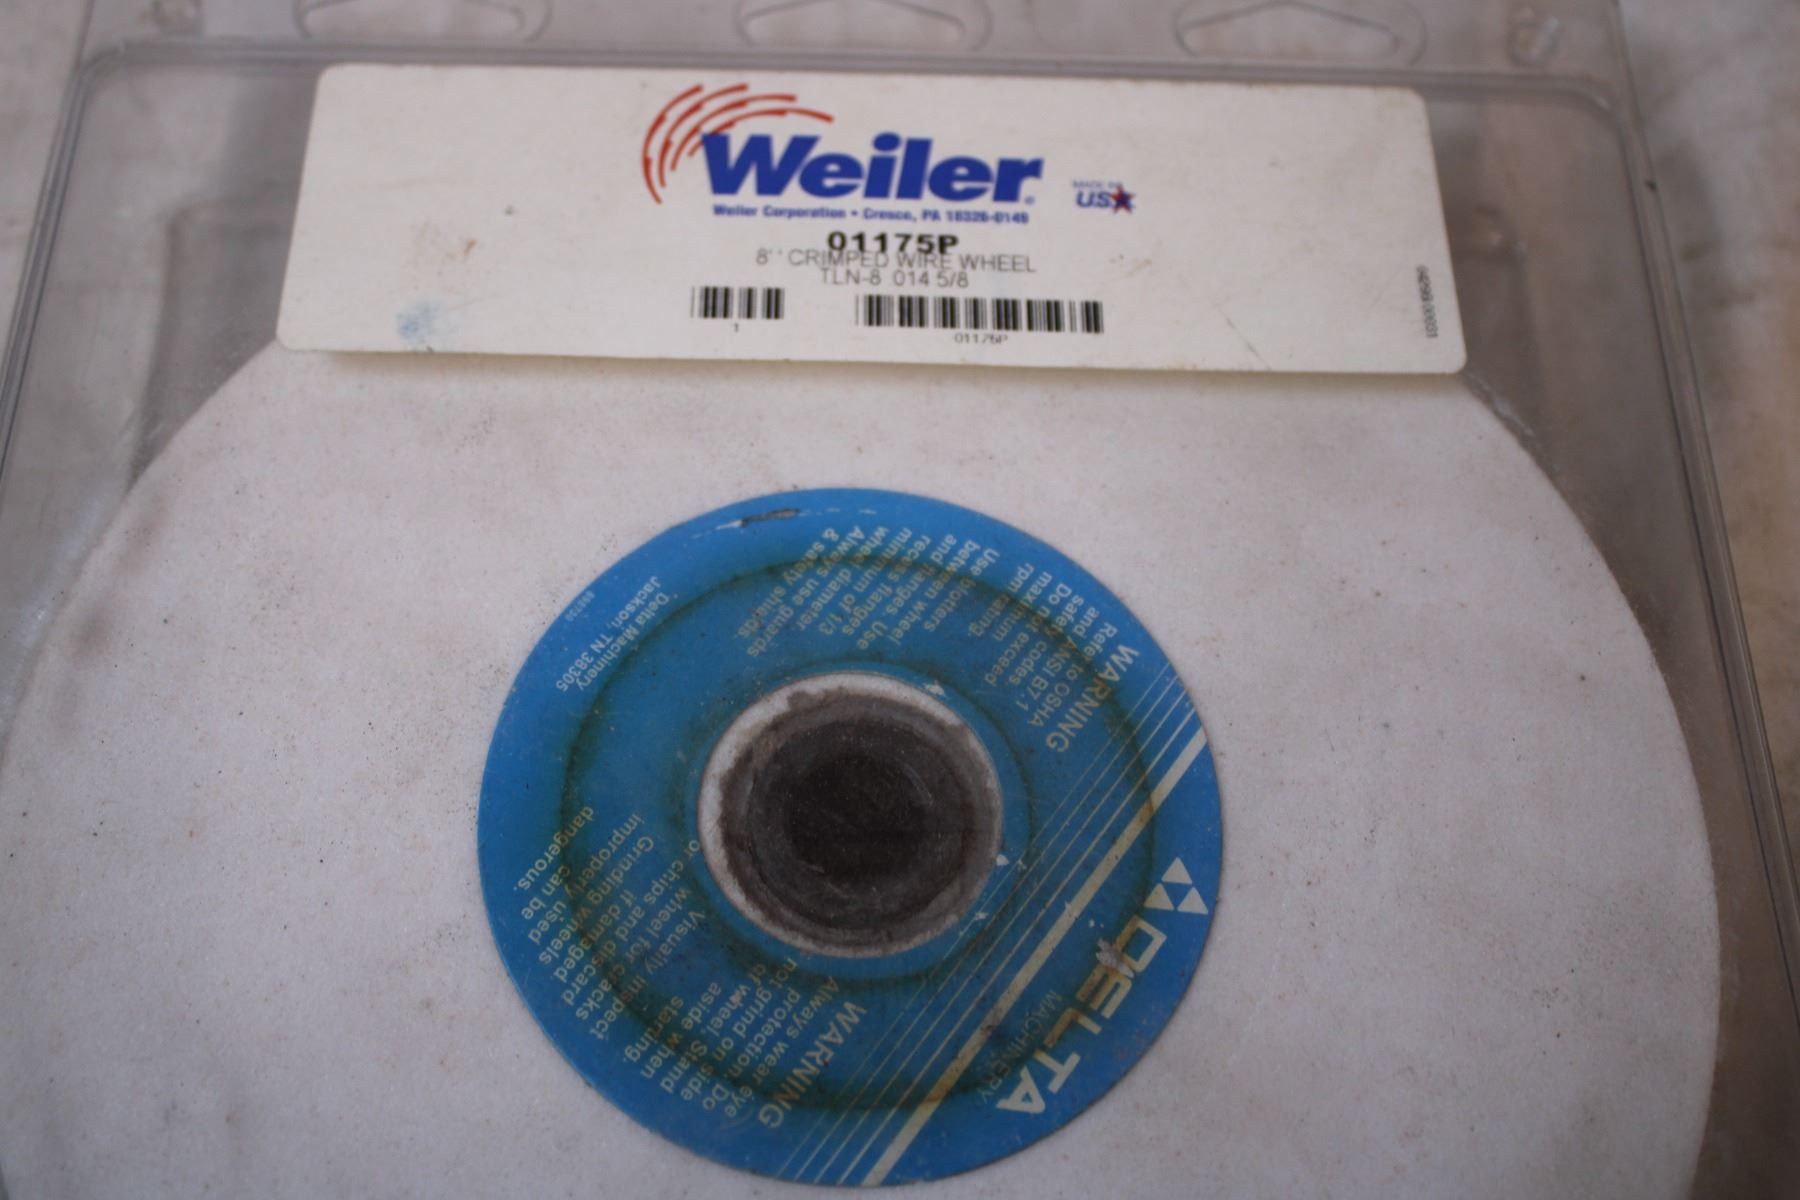 Weiler
MADE IN
USA
Weiler Corporation • Cresco, PA 18326-0149
01175P
8'' CRIMPED WIRE WHEEL
TLN-8 .014 5/8
1
01175P
WARNING
Refer to OSHA
and ANSI B7.1
safety codes.
Do not exceed
maximum
rpm rating.
Use blotters
between wheel
and flanges. Use
recess flanges
minimum of 1/3
wheel diameter.
Always use guards
& safety shields.
Delta Machinery
Jackson, TN 38305
DELTA
MACHINERY
WARNING
Always wear eye
protection. Do
not grind on side
of wheel. Stand
aside when
starting.
Visually inspect
wheel for cracks
or chips and discard
if damaged.
Grinding wheels
improperly used
can be
dangerous.